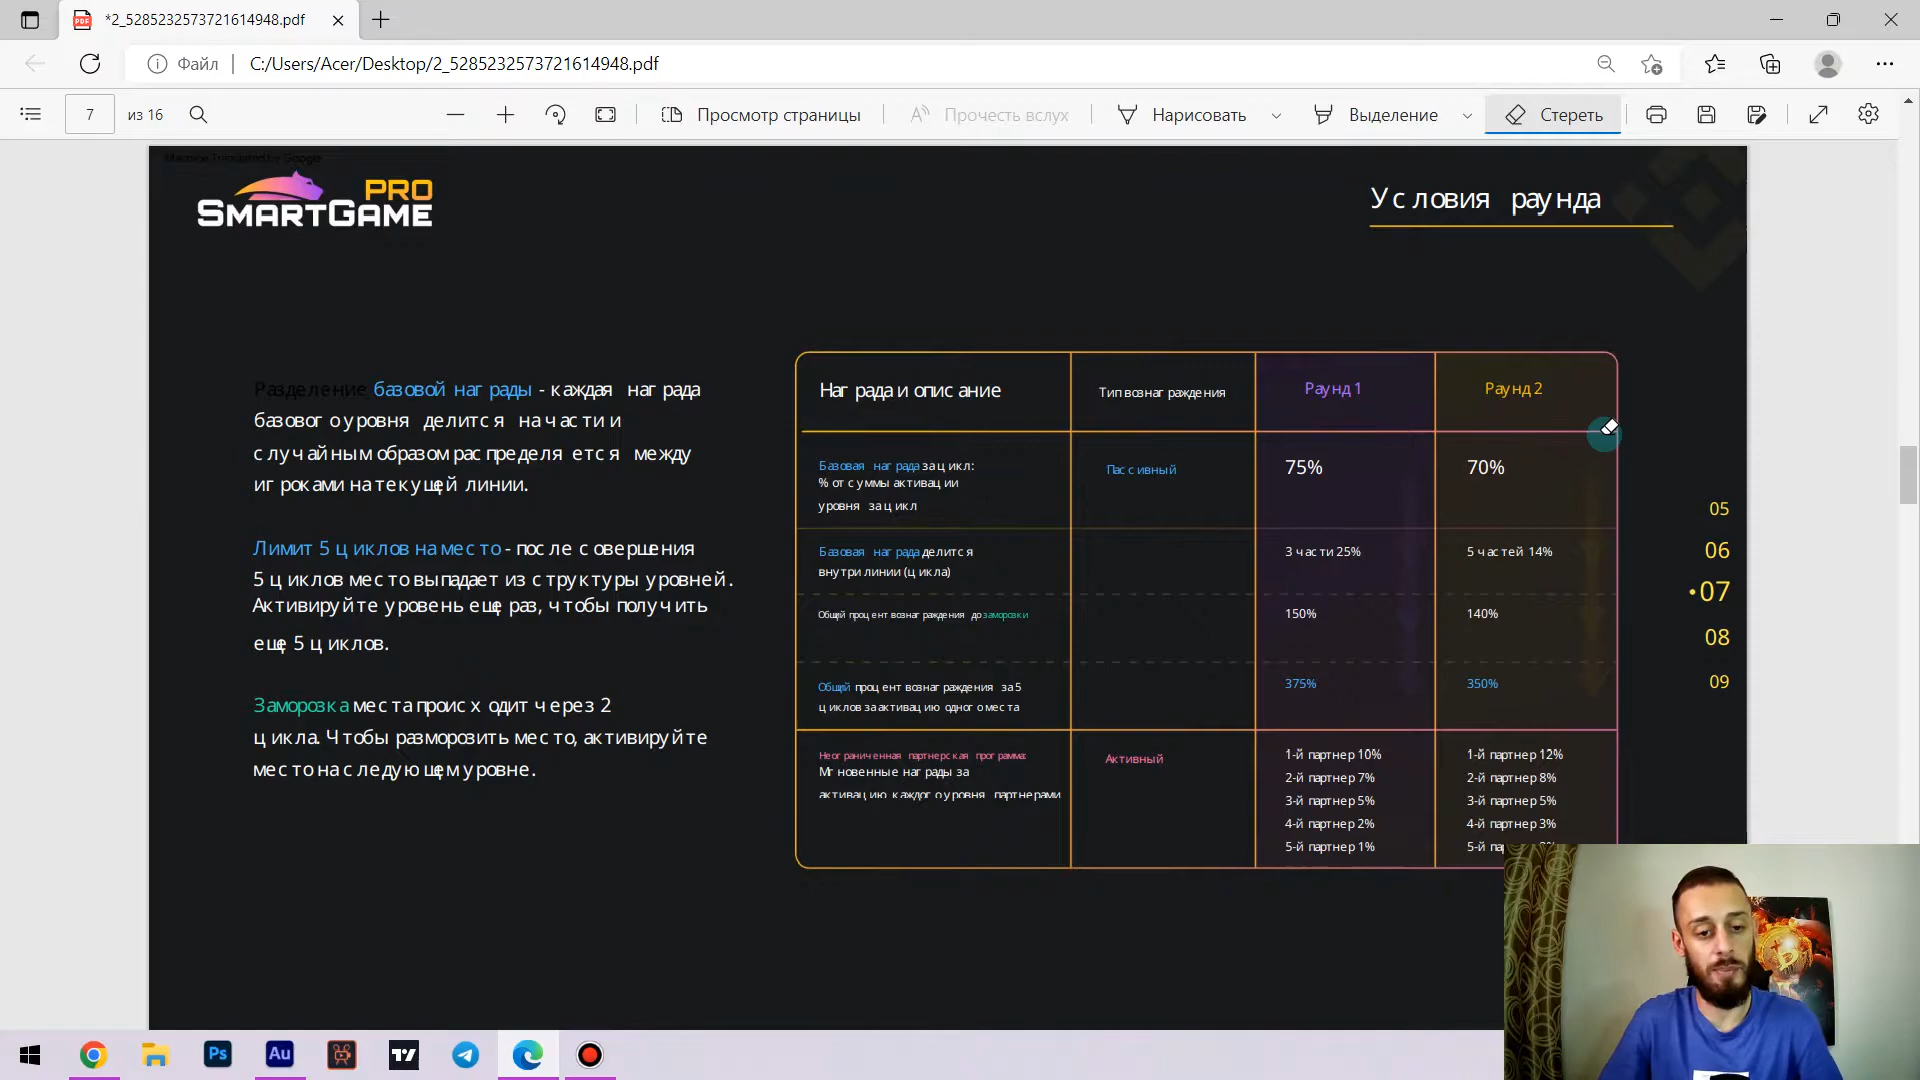 *2_5285232573721614948.pdf
Файл
C:/Users/Acer/Desktop/2_5285232573721614948.pdf
7
из 16
Просмотр страницы
Прочесть вслух
Нарисовать
Выделение
Стереть
Machine Translated by Google
PRO
SMARTGAME
Условия раунда
Разделение базовой награды - каждая награда
базового уровня делится на части и
случайным образом распределяется между
игроками на текущей линии.
Лимит 5 циклов на место - после совершения
5 циклов место выпадает из структуры уровней.
Активируйте уровень еще раз, чтобы получить
еще 5 циклов.
Заморозка места происходит через 2
цикла. Чтобы разморозить место, активируйте
место на следующем уровне.
Награда и описание
Тип вознаграждения
Раунд 1
Раунд 2
Базовая награда за цикл:
% от суммы активации
уровня за цикл
Пассивный
75%
70%
Базовая награда делится
внутри линии (цикла)
3 части 25%
5 частей 14%
Общий процент вознаграждения до заморозки
150%
140%
Общий процент вознаграждения за 5
циклов за активацию одного места
375%
350%
Неограниченная партнерская программа:
Мгновенные награды за
активацию каждого уровня партнерами
Активный
1-й партнер 10%
2-й партнер 7%
3-й партнер 5%
4-й партнер 2%
5-й партнер 1%
1-й партнер 12%
2-й партнер 8%
3-й партнер 5%
4-й партнер 3%
05
06
•07
08
09
Ps
Au